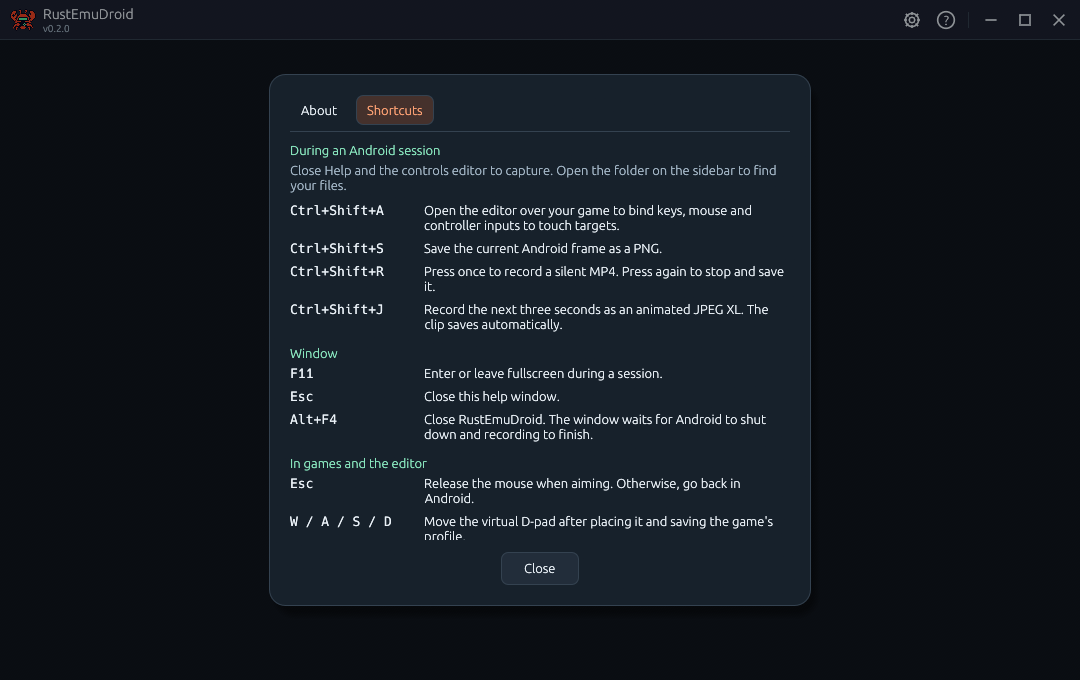 RustEmuDroid
v0.2.0
About
Shortcuts
During an Android session
Close Help and the controls editor to capture. Open the folder on the sidebar to find
your files.
Ctrl+Shift+A
Open the editor over your game to bind keys, mouse and
controller inputs to touch targets.
Ctrl+Shift+S
Save the current Android frame as a PNG.
Ctrl+Shift+R
Press once to record a silent MP4. Press again to stop and save
it.
Ctrl+Shift+J
Record the next three seconds as an animated JPEG XL. The
clip saves automatically.
Window
F11
Enter or leave fullscreen during a session.
Esc
Close this help window.
Alt+F4
Close RustEmuDroid. The window waits for Android to shut
down and recording to finish.
In games and the editor
Esc
Release the mouse when aiming. Otherwise, go back in
Android.
W / A / S / D
Move the virtual D-pad after placing it and saving the game's
profile.
Close